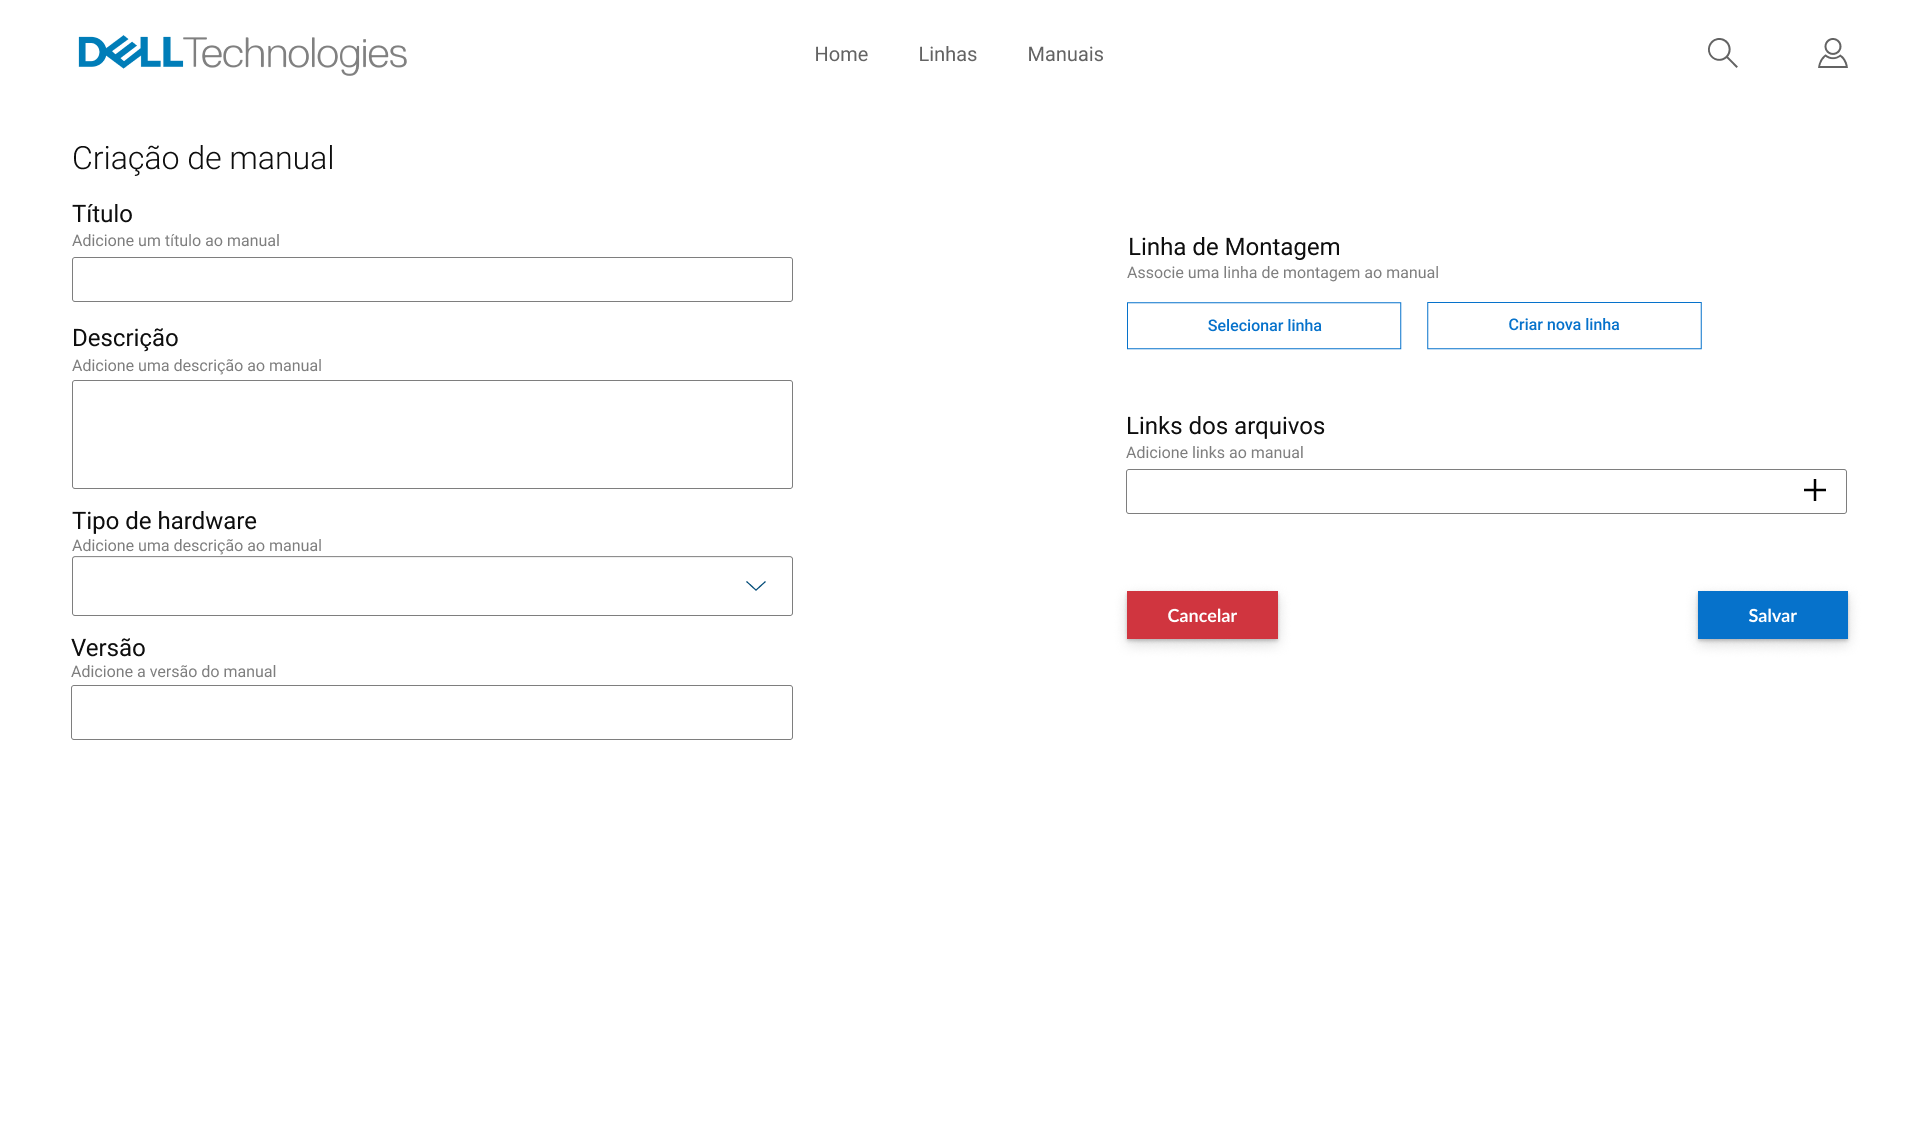 DELL Technologies
Home
Linhas
Manuais
Criação de manual
Título
Adicione um título ao manual
Descrição
Adicione uma descrição ao manual
Tipo de hardware
Adicione uma descrição ao manual
Versão
Adicione a versão do manual
Linha de Montagem
Associe uma linha de montagem ao manual
Selecionar linha
Criar nova linha
Links dos arquivos
Adicione links ao manual
Cancelar
Salvar